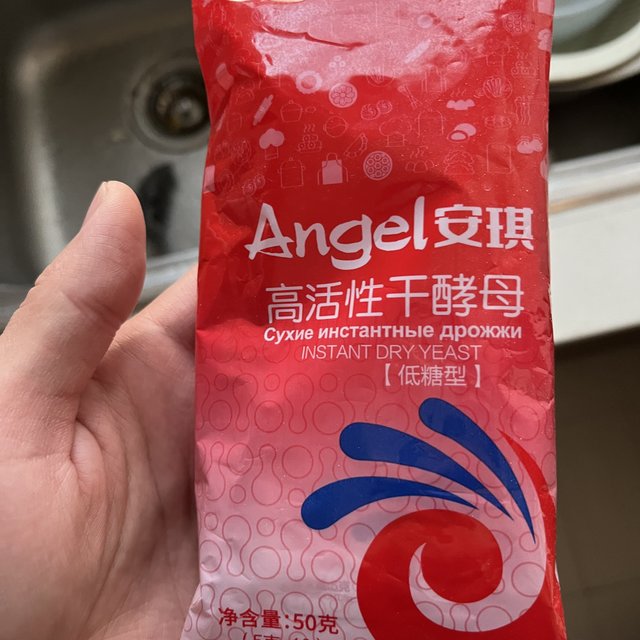 Angel安琪
高活性干酵母
Сухие инстантные дрожжи
INSTANT DRY YEAST
【低糖型】
净含量:50克